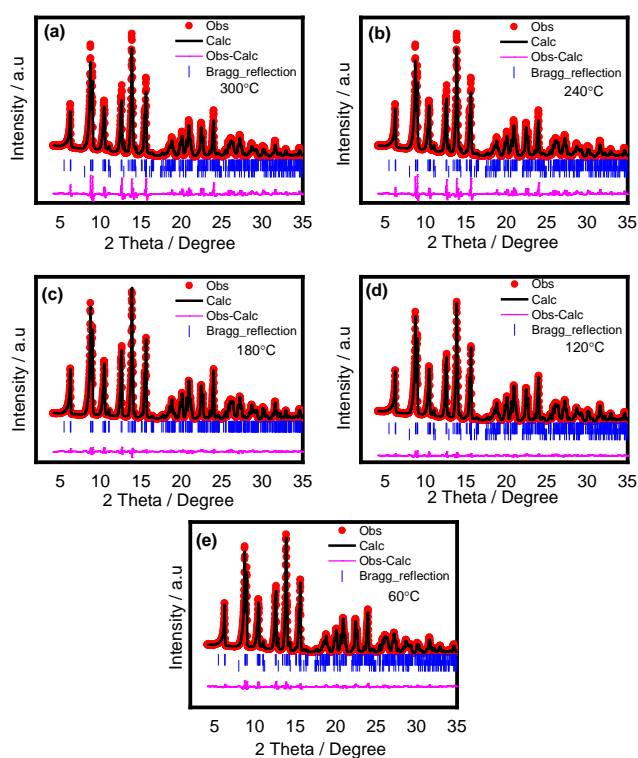 (a)
Obs
Calc
Obs-Calc
Bragg_reflection
300°C
Intensity / a.u
5 10 15 20 25 30 35
2 Theta / Degree
(b)
Obs
Calc
Obs-Calc
Bragg_reflection
240°C
Intensity / a.u
5 10 15 20 25 30 35
2 Theta / Degree
(c)
Obs
Calc
Obs-Calc
Bragg_reflection
180°C
Intensity / a.u
5 10 15 20 25 30 35
2 Theta / Degree
(d)
Obs
Calc
Obs-Calc
Bragg_reflection
120°C
Intensity / a.u
5 10 15 20 25 30 35
2 Theta / Degree
(e)
Obs
Calc
Obs-Calc
Bragg_reflection
60°C
Intensity / a.u
5 10 15 20 25 30 35
2 Theta / Degree